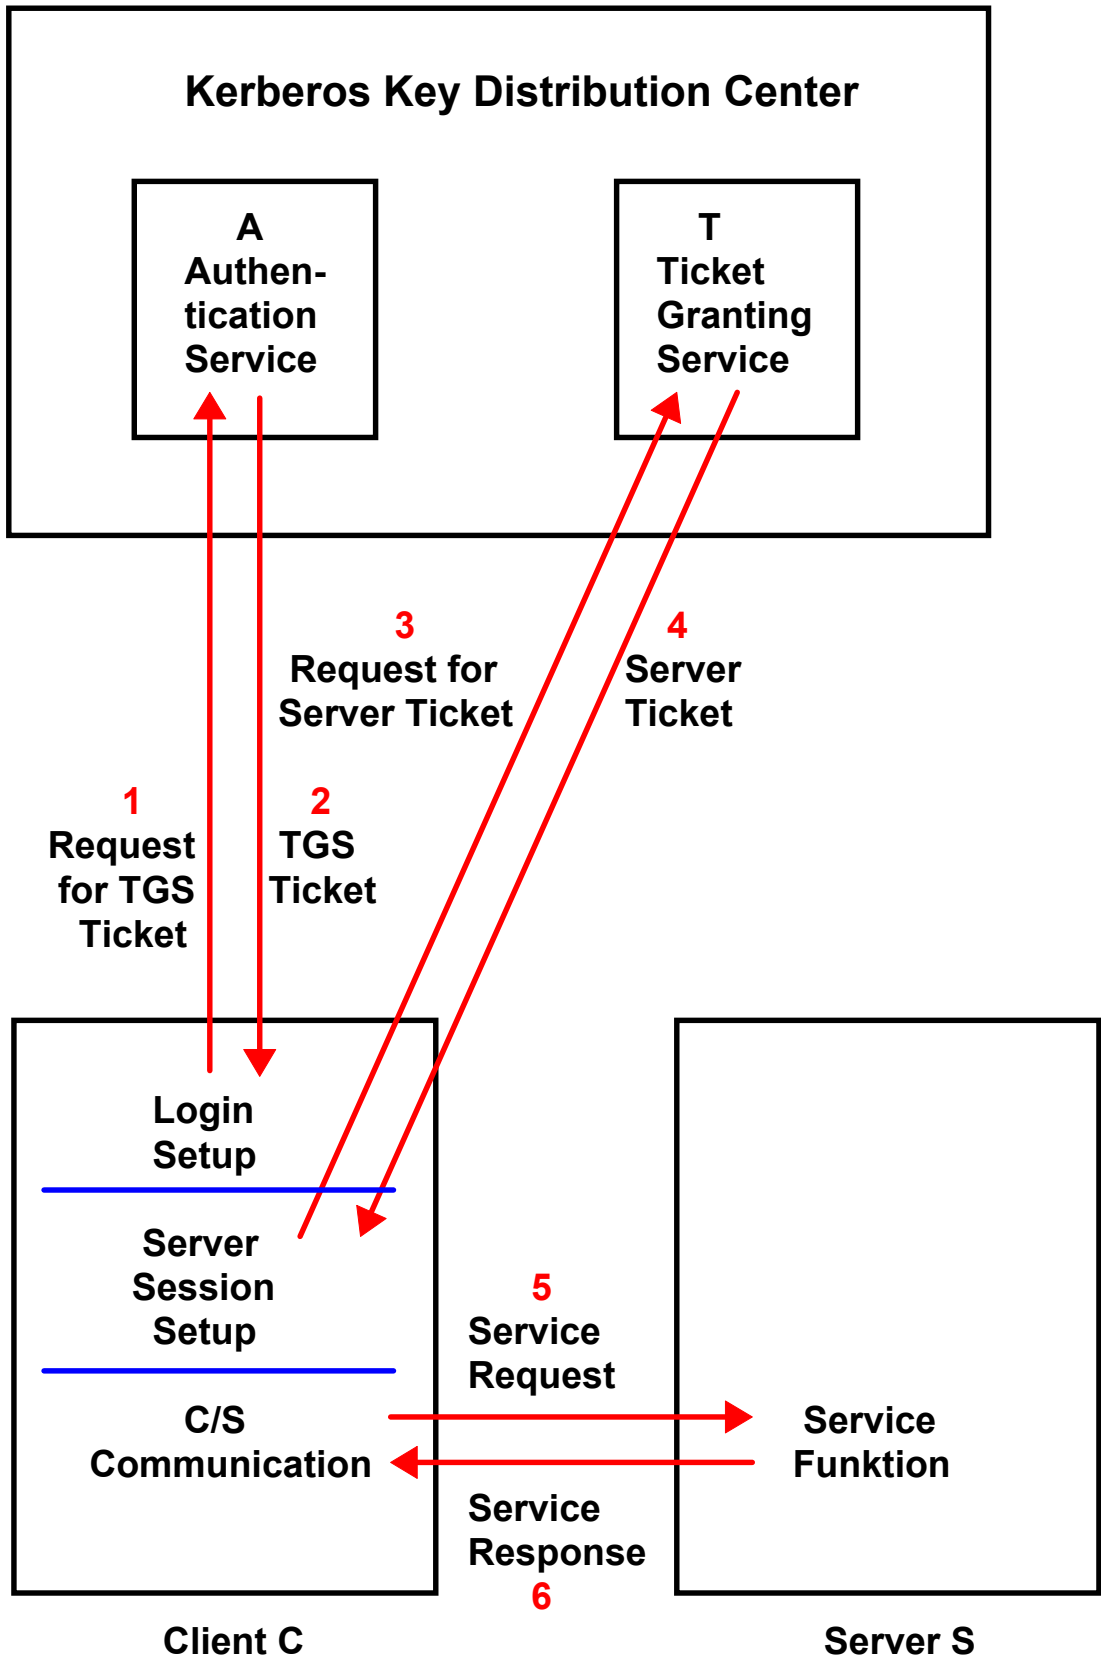 Kerberos Key Distribution Center
A
Authen-
tication
Service
T
Ticket
Granting
Service
3
Request for
Server Ticket
4
Server
Ticket
1
Request
for TGS
Ticket
2
TGS
Ticket
Login
Setup
Server
Session
Setup
C/S
Communication
5
Service
Request
Service
Response
6
Service
Funktion
Client C
Server S